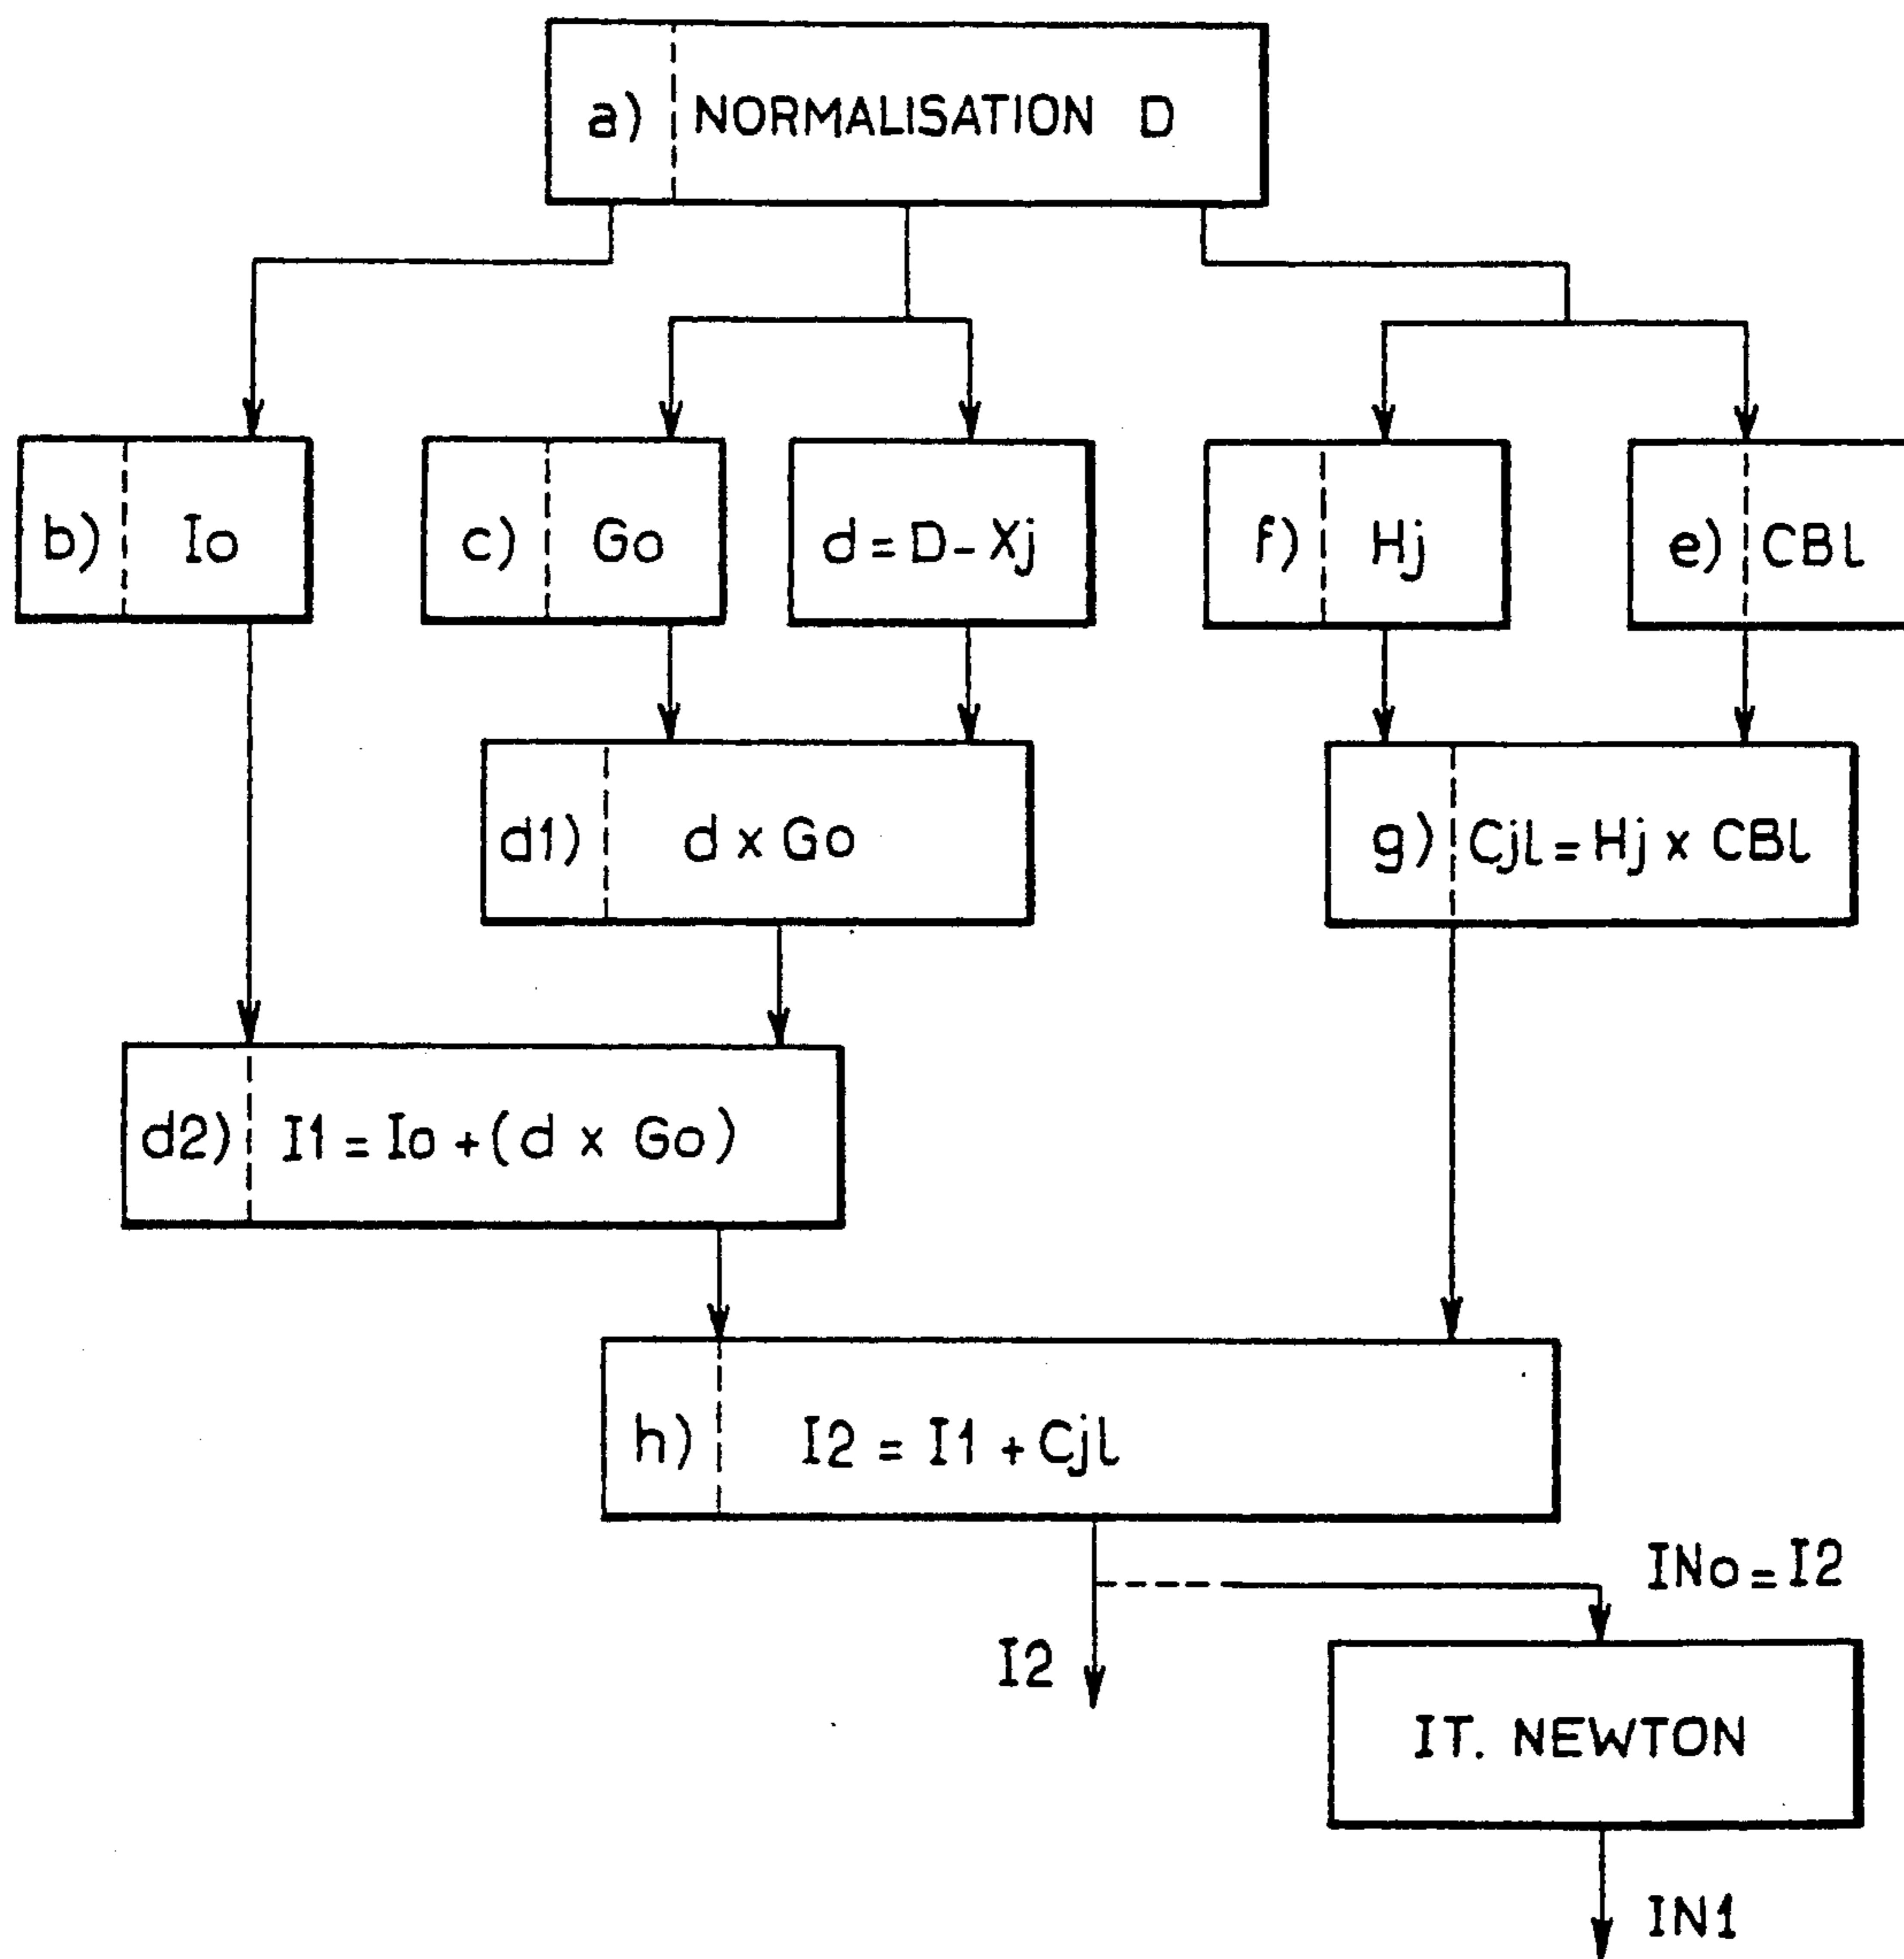 a) NORMALISATION D
b) Io
c) Go
d = D - Xj
f) Hj
e) CBl
d1) d x Go
g) Cjl = Hj x CBl
d2) I1 = Io + (d x Go)
h) I2 = I1 + Cjl
INo = I2
I2
IT. NEWTON
IN1